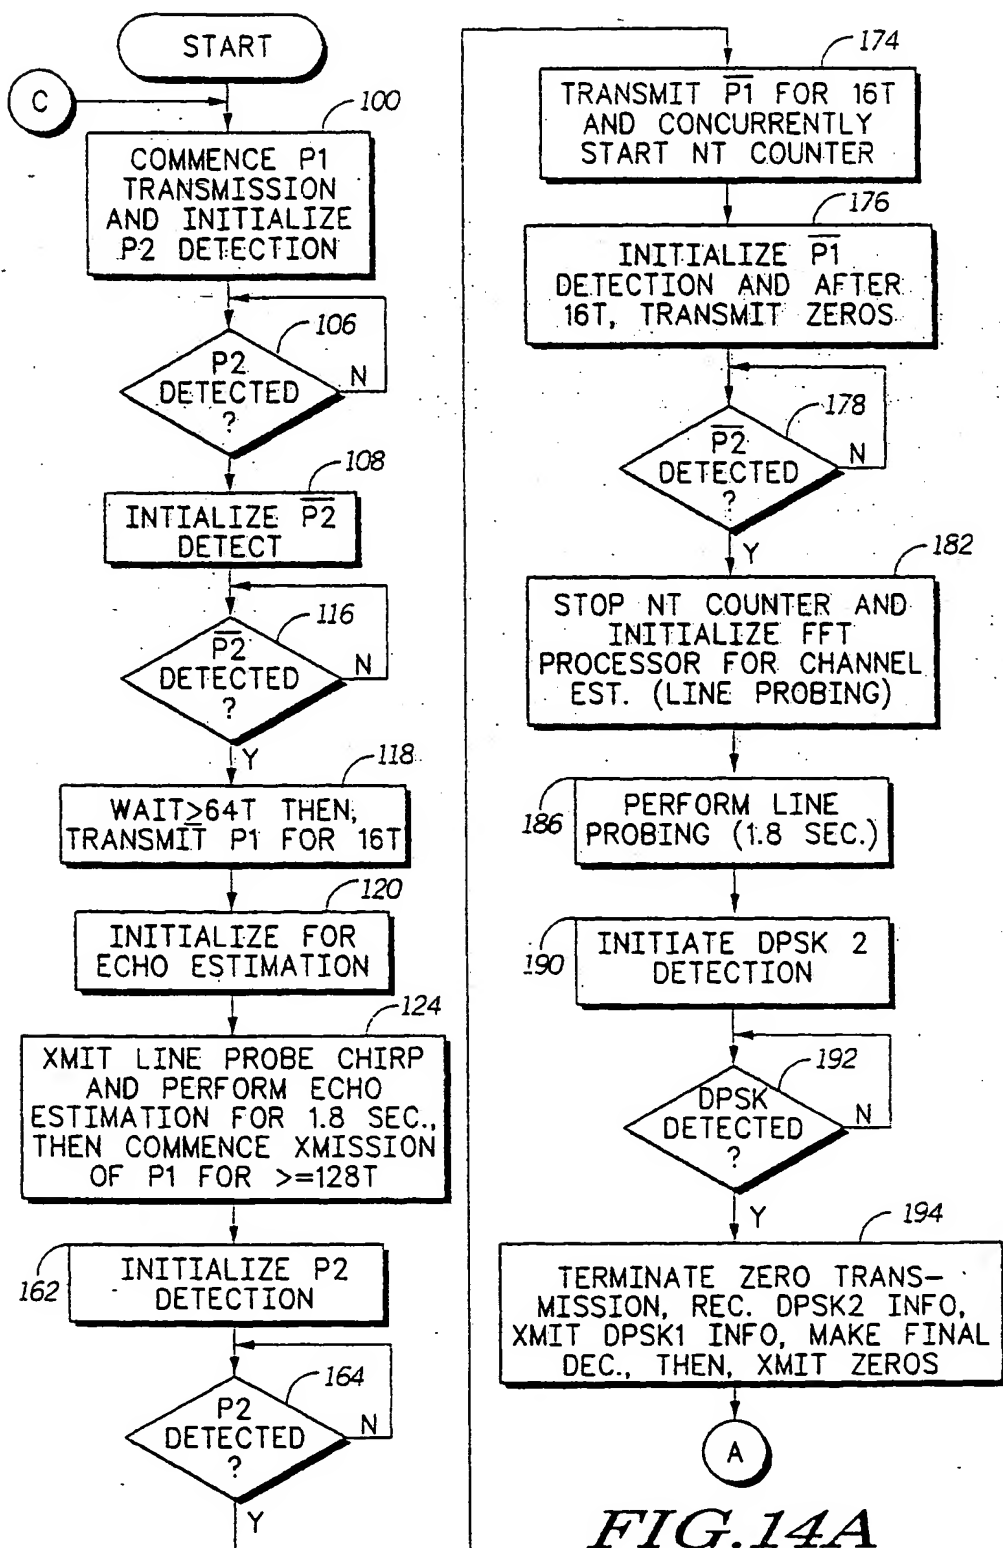 START
C
100
COMMENCE P1
TRANSMISSION
AND INITIALIZE
P2 DETECTION
106
P2
DETECTED
?
N
108
INTIALIZE P̅2̅
DETECT
116
P̅2̅
DETECTED
?
N
Y
118
WAIT≥64T THEN,
TRANSMIT P̅1̅ FOR 16T
120
INITIALIZE FOR
ECHO ESTIMATION
124
XMIT LINE PROBE CHIRP
AND PERFORM ECHO
ESTIMATION FOR 1.8 SEC.,
THEN COMMENCE XMISSION
OF P1 FOR >=128T
162
INITIALIZE P2
DETECTION
164
P2
DETECTED
?
N
Y
174
TRANSMIT P̅1̅ FOR 16T
AND CONCURRENTLY
START NT COUNTER
176
INITIALIZE P̅1̅
DETECTION AND AFTER
16T, TRANSMIT ZEROS
178
P̅2̅
DETECTED
?
N
Y
182
STOP NT COUNTER AND
INITIALIZE FFT
PROCESSOR FOR CHANNEL
EST. (LINE PROBING)
186
PERFORM LINE
PROBING (1.8 SEC.)
190
INITIATE DPSK 2
DETECTION
192
DPSK
DETECTED
?
N
Y
194
TERMINATE ZERO TRANS-
MISSION, REC. DPSK2 INFO,
XMIT DPSK1 INFO, MAKE FINAL
DEC., THEN, XMIT ZEROS
A
FIG.14A